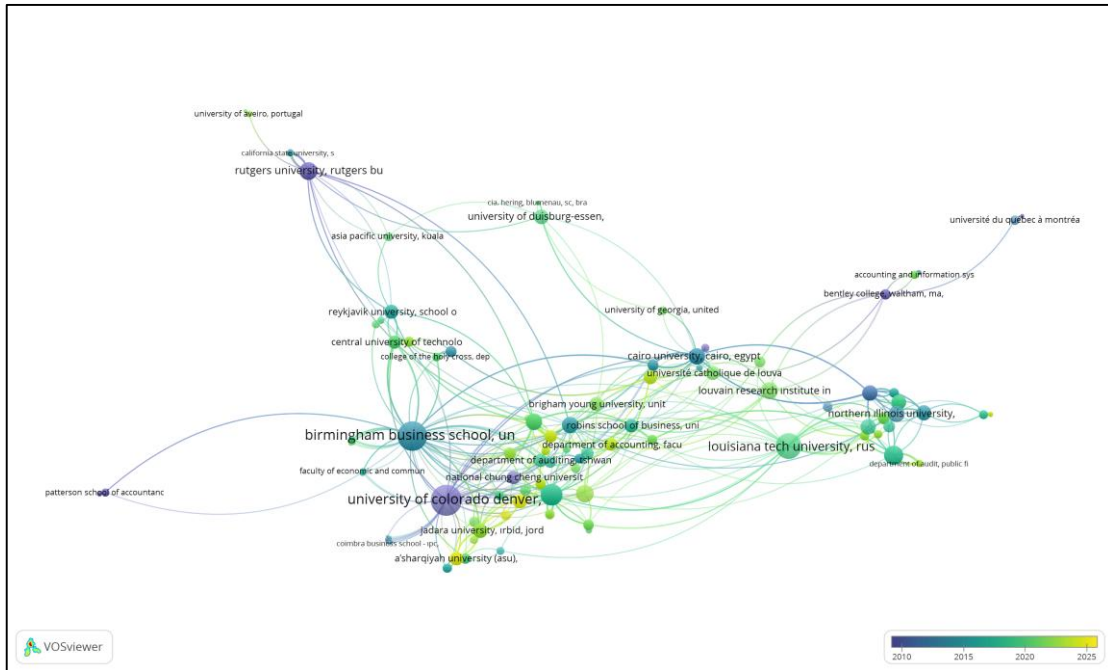 university of aveiro, portugal
california state university, s
rutgers university, rutgers bu
cia. hering, blumenau, sc, bra
university of duisburg-essen,
université du quebec à montréa
asia pacific university, kuala
accounting and information sys
bentley college, waltham, ma,
reykjavik university, school o
university of georgia, united
central university of technolo
college of the holy cross, dep
cairo university, cairo, egypt
université catholique de louva
louvain research institute in
brigham young university, unit
northern illinois university,
robins school of business, uni
birmingham business school, un
department of accounting, facu
louisiana tech university, rus
department of auditing, tshwan
department of audit, public fi
faculty of economic and commun
national chung cheng universit
patterson school of accountanc
university of colorado denver,
jadara university, irbid, jord
coimbra business school - ipc,
a'sharqiyah university (asu),
VOSviewer
2010 2015 2020 2025